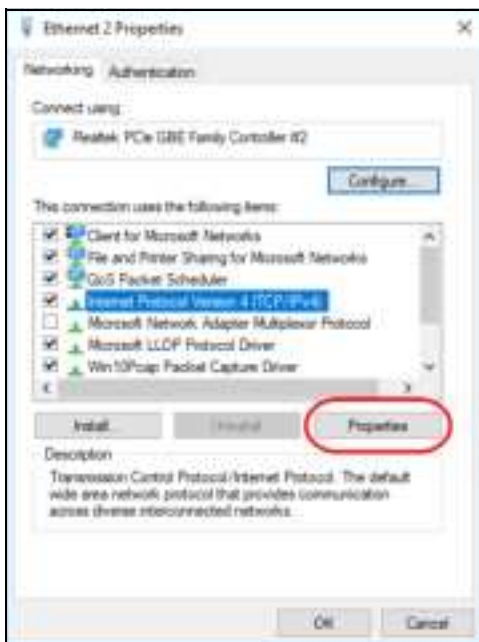 Ethernet 2 Properties
Networking Authentication
Connect using:
Realtek PCIe GBE Family Controller #2
Configure...
This connection uses the following items:
Client for Microsoft Networks
File and Printer Sharing for Microsoft Networks
QoS Packet Scheduler
Internet Protocol Version 4 (TCP/IPv4)
Microsoft Network Adapter Multiplexor Protocol
Microsoft LLDP Protocol Driver
Win10Pcap Packet Capture Driver
Install... Uninstall Properties
Description
Transmission Control Protocol/Internet Protocol. The default
wide area network protocol that provides communication
across diverse interconnected networks.
OK Cancel